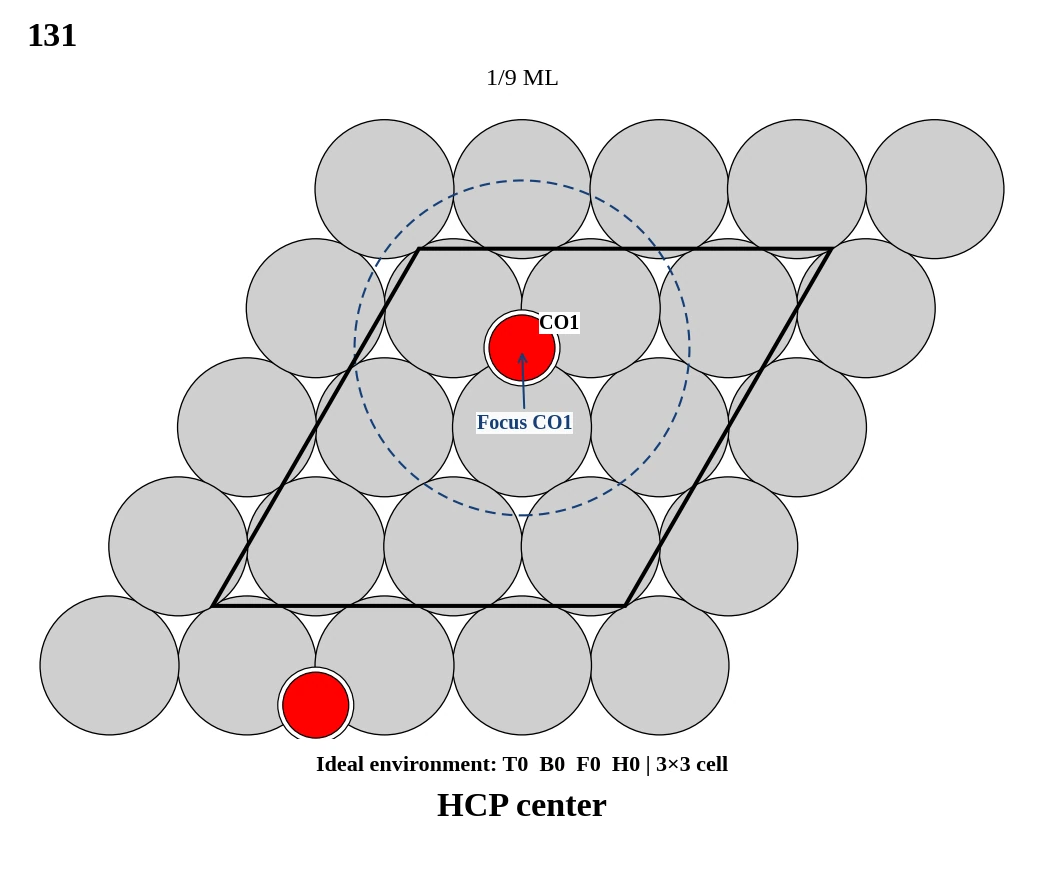 131
1/9 ML
CO1
Focus CO1
Ideal environment: T0  B0  F0  H0 | 3×3 cell
HCP center